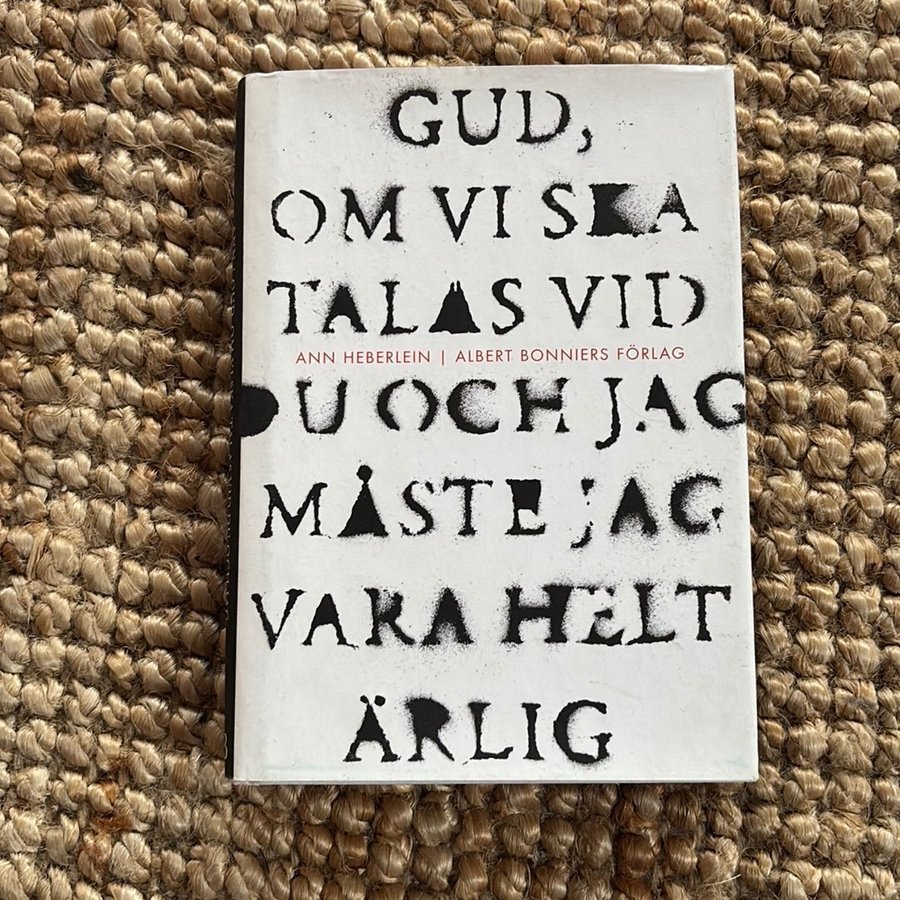 GUD,
OM VI SKA
TALAS VID
ANN HEBERLEIN | ALBERT BONNIERS FÖRLAG
DU OCH JAG
MÅSTE JAG
VARA HELT
ÄRLIG